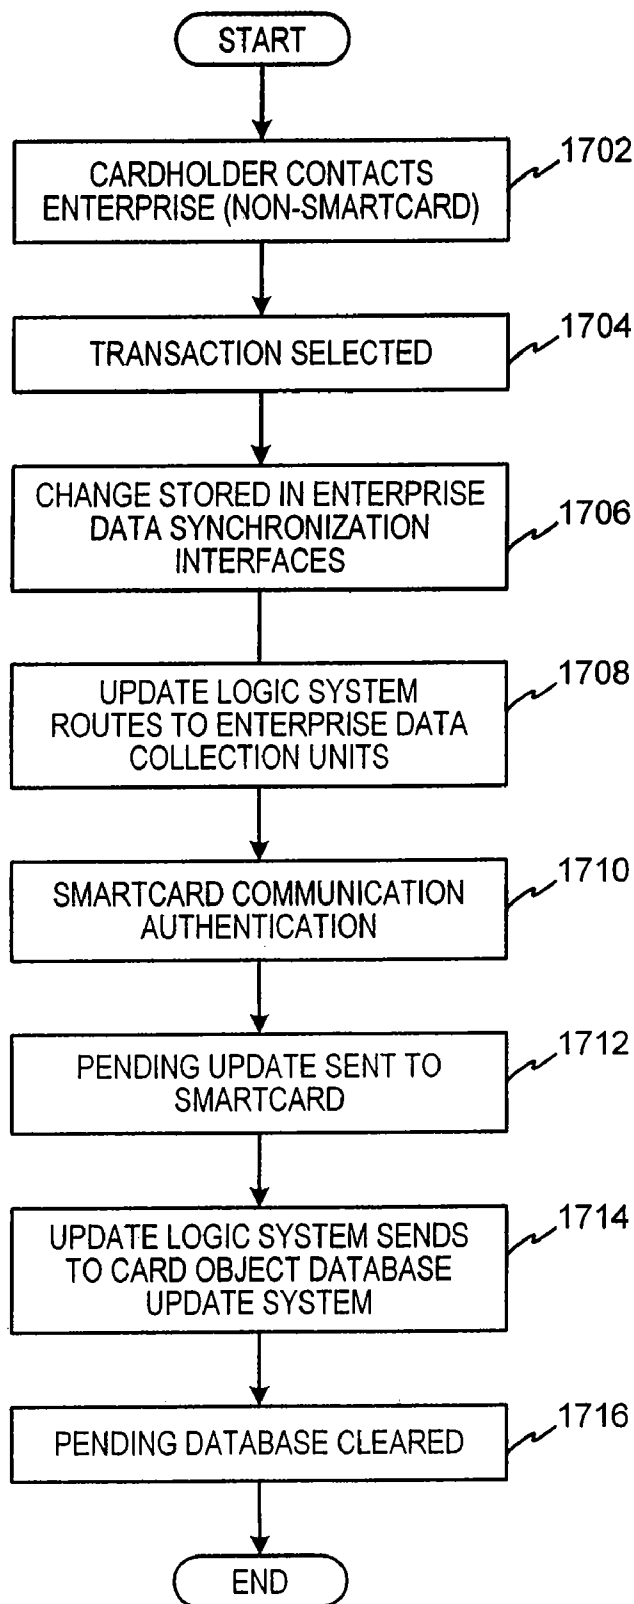 START
CARDHOLDER CONTACTS
ENTERPRISE (NON-SMARTCARD)
1702
TRANSACTION SELECTED
1704
CHANGE STORED IN ENTERPRISE
DATA SYNCHRONIZATION
INTERFACES
1706
UPDATE LOGIC SYSTEM
ROUTES TO ENTERPRISE DATA
COLLECTION UNITS
1708
SMARTCARD COMMUNICATION
AUTHENTICATION
1710
PENDING UPDATE SENT TO
SMARTCARD
1712
UPDATE LOGIC SYSTEM SENDS
TO CARD OBJECT DATABASE
UPDATE SYSTEM
1714
PENDING DATABASE CLEARED
1716
END